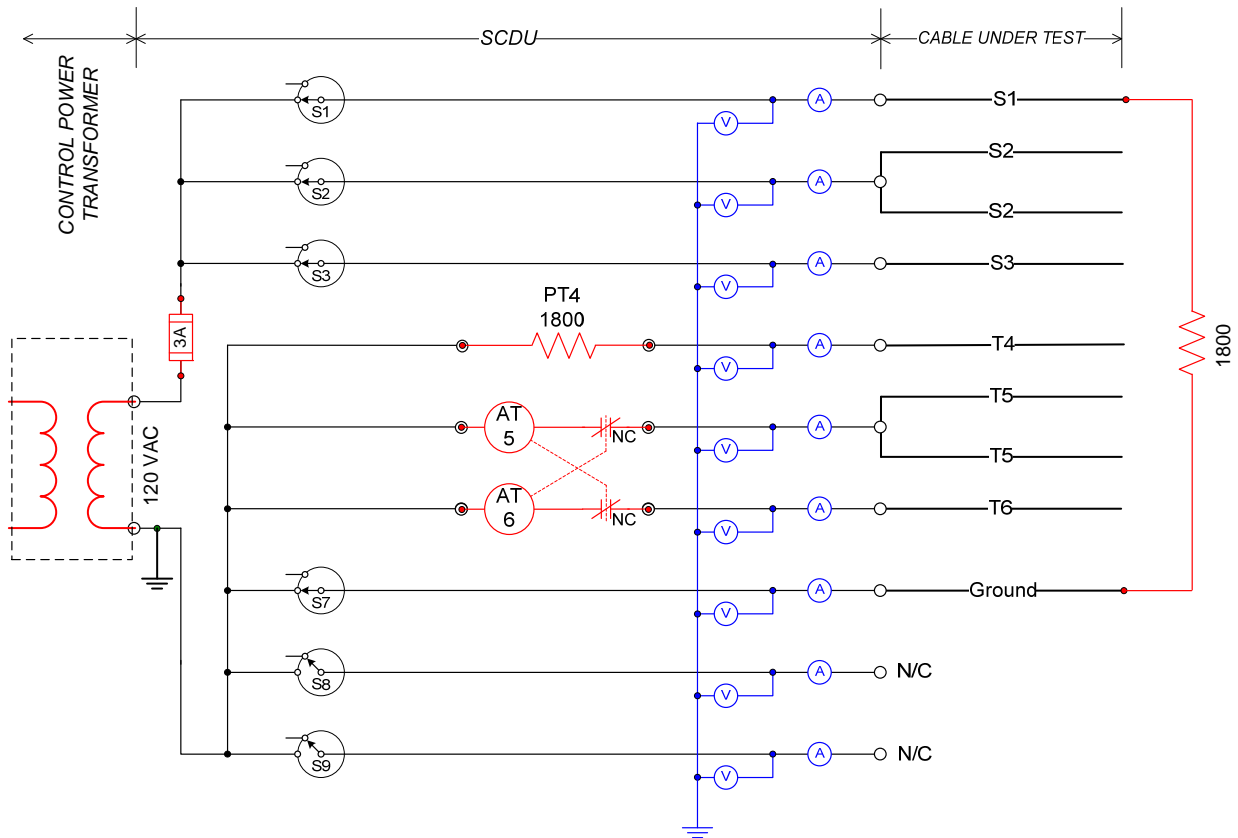 SCDU
CABLE UNDER TEST
CONTROL POWER
TRANSFORMER
S1
A
V
S1
S2
S2
A
V
S2
S3
A
V
S3
3A
PT4
1800
A
V
T4
1800
120 VAC
AT
5
NC
A
V
T5
T5
AT
6
NC
A
V
T6
S7
A
V
Ground
S8
A
V
N/C
S9
A
V
N/C